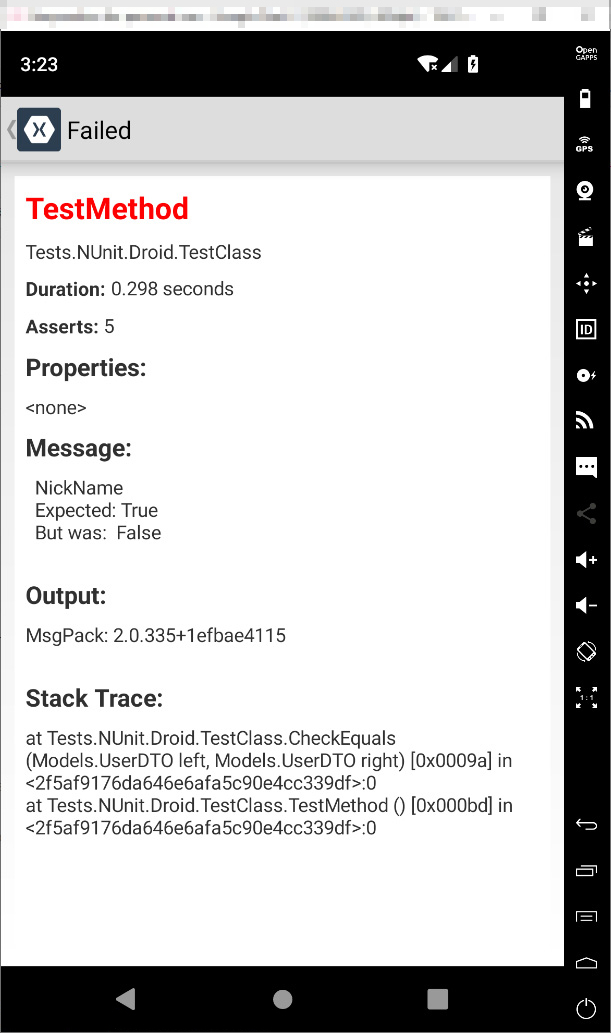 3:23
Open
GAPPS
Failed
GPS
TestMethod
Tests.NUnit.Droid.TestClass
Duration: 0.298 seconds
Asserts: 5
ID
Properties:
<none>
Message:
NickName
Expected: True
But was:  False
Output:
MsgPack: 2.0.335+1efbae4115
1:1
Stack Trace:
at Tests.NUnit.Droid.TestClass.CheckEquals
(Models.UserDTO left, Models.UserDTO right) [0x0009a] in
<2f5af9176da646e6afa5c90e4cc339df>:0
at Tests.NUnit.Droid.TestClass.TestMethod () [0x000bd] in
<2f5af9176da646e6afa5c90e4cc339df>:0